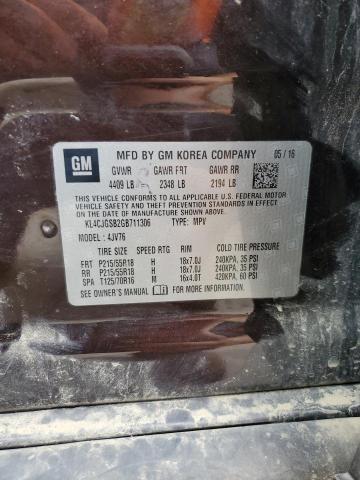 GM MFD BY GM KOREA COMPANY 05/16
GVWR GAWR FRT GAWR RR
4409 LB 2348 LB 2194 LB
THIS VEHICLE CONFORMS TO ALL APPLICABLE U.S. FEDERAL MOTOR
VEHICLE SAFETY, BUMPER, AND THEFT PREVENTION STANDARDS
IN EFFECT ON THE DATE OF MANUFACTURE SHOWN ABOVE.
KL4CJGSB2GB711306 TYPE: MPV
MODEL: 4JV76
TIRE SIZE SPEED RTG RIM COLD TIRE PRESSURE
FRT P215/55R18 H 18x7.0J 240KPA, 35 PSI
RR P215/55R18 H 18x7.0J 240KPA, 35 PSI
SPA T125/70R16 M 16x4.0T 420KPA, 60 PSI
SEE OWNER'S MANUAL FOR MORE INFORMATION.